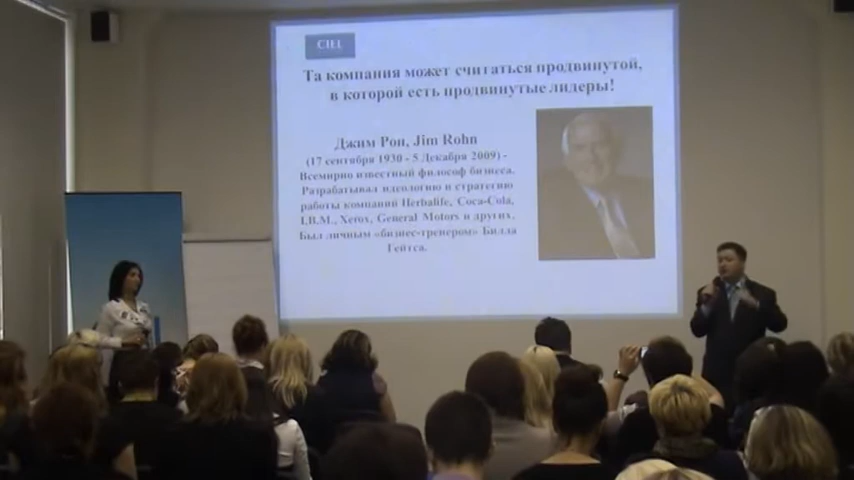 CIEL
Та компания может считаться продвинутой,
в которой есть продвинутые лидеры!
Джим Рон, Jim Rohn
(17 сентября 1930 - 5 Декабря 2009) -
Всемирно известный философ бизнеса.
Разрабатывал идеологию и стратегию
работы компаний Herbalife, Coca-Cola,
I.B.M., Xerox, General Motors и других.
Был личным «бизнес-тренером» Билла
Гейтса.